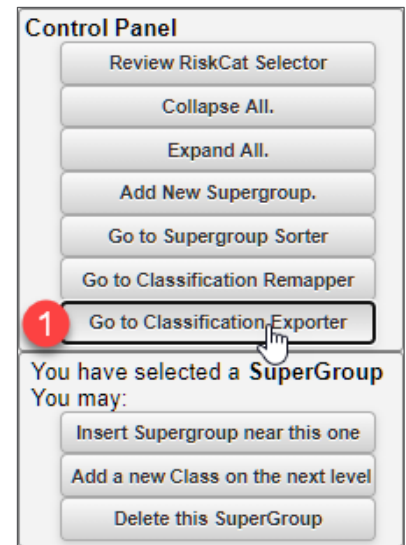 Control Panel
Review RiskCat Selector
Collapse All.
Expand All.
Add New Supergroup.
Go to Supergroup Sorter
Go to Classification Remapper
1 Go to Classification Exporter
You have selected a SuperGroup
You may:
Insert Supergroup near this one
Add a new Class on the next level
Delete this SuperGroup